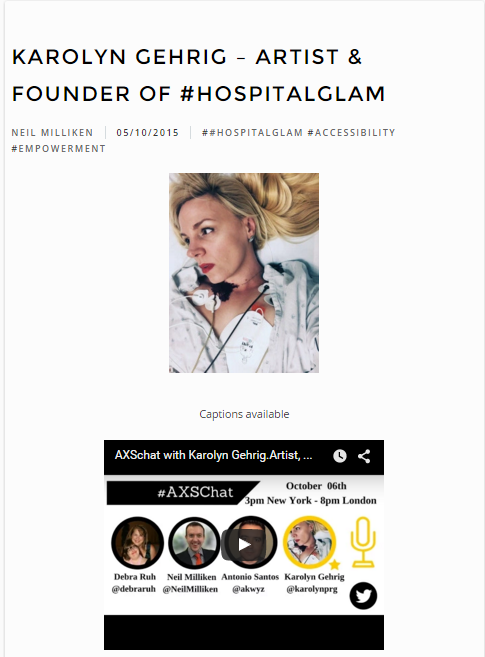 KAROLYN GEHRIG – ARTIST &
FOUNDER OF #HOSPITALGLAM
NEIL MILLIKEN 05/10/2015 ##HOSPITALGLAM #ACCESSIBILITY
#EMPOWERMENT
Captions available
AXSchat with Karolyn Gehrig.Artist, ...
#AXSChat
October 06th
3pm New York - 8pm London
Debra Ruh Neil Milliken Antonio Santos Karolyn Gehrig
@debraruh @NeilMilliken @akwyz @karolynprg